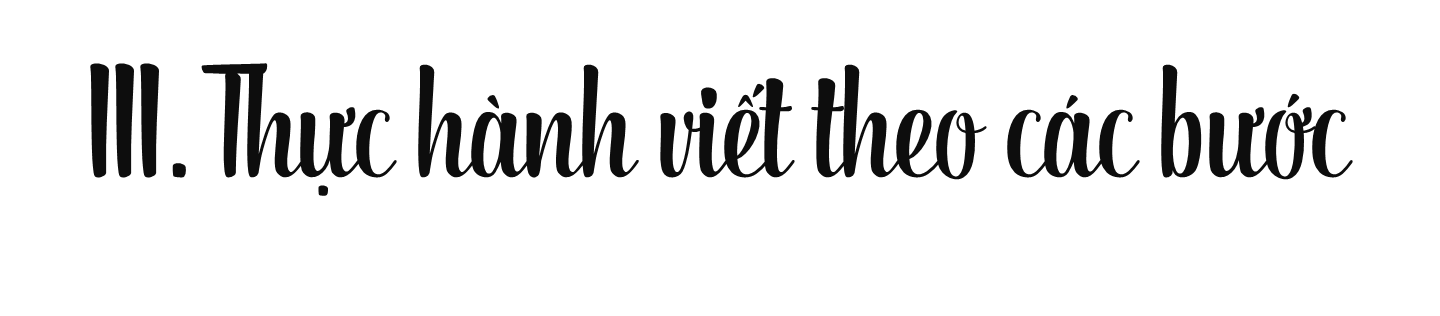 III. Thực hành viết theo các bước